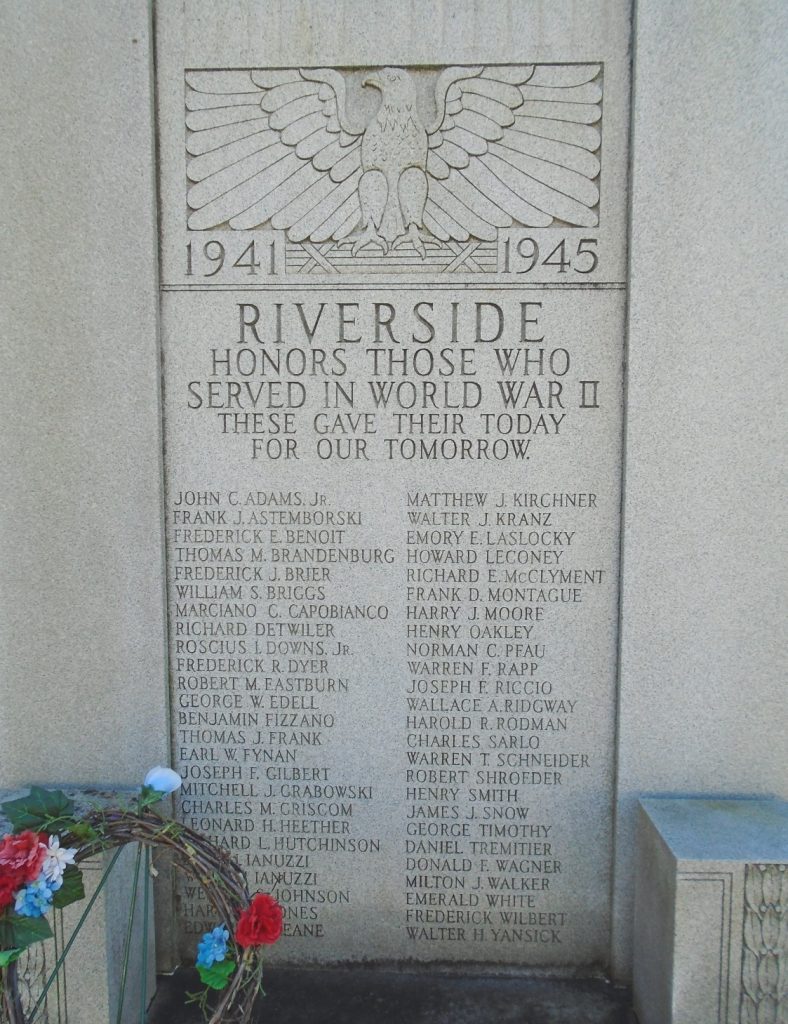 1941 1945
RIVERSIDE
HONORS THOSE WHO
SERVED IN WORLD WAR II
THESE GAVE THEIR TODAY
FOR OUR TOMORROW.
JOHN C. ADAMS, JR.
FRANK J. ASTEMBORSKI
FREDERICK E. BENOIT
THOMAS M. BRANDENBURG
FREDERICK J. BRIER
WILLIAM S. BRIGGS
MARCIANO C. CAPOBIANCO
RICHARD DETWILER
ROSCIUS I. DOWNS, JR.
FREDERICK R. DYER
ROBERT M. EASTBURN
GEORGE W. EDELL
BENJAMIN FIZZANO
THOMAS J. FRANK
EARL W. FYNAN
JOSEPH F. GILBERT
MITCHELL J. GRABOWSKI
CHARLES M. GRISCOM
LEONARD H. HEETHER
L. HUTCHINSON
IANUZZI
IANUZZI
JOHNSON
MATTHEW J. KIRCHNER
WALTER J. KRANZ
EMORY E. LASLOCKY
HOWARD LECONEY
RICHARD E. MCCLYMENT
FRANK D. MONTAGUE
HARRY J. MOORE
HENRY OAKLEY
NORMAN C. PFAU
WARREN F. RAPP
JOSEPH F. RICCIO
WALLACE A. RIDGWAY
HAROLD R. RODMAN
CHARLES SARLO
WARREN T. SCHNEIDER
ROBERT SHROEDER
HENRY SMITH
JAMES J. SNOW
GEORGE TIMOTHY
DANIEL TREMITIER
DONALD F. WAGNER
MILTON J. WALKER
EMERALD WHITE
FREDERICK WILBERT
WALTER H. YANSICK